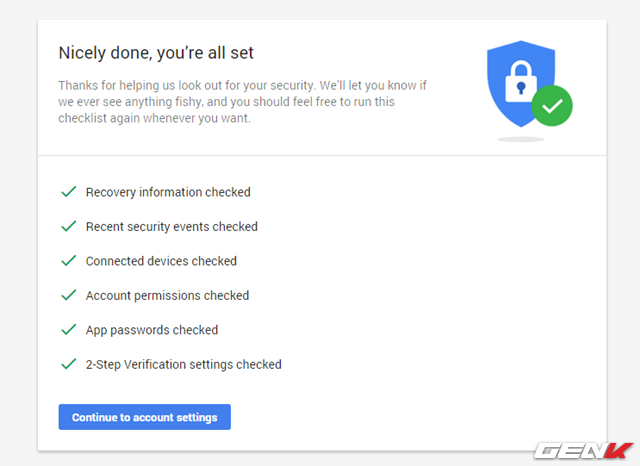 Nicely done, you're all set
Thanks for helping us look out for your security. We'll let you know if
we ever see anything fishy, and you should feel free to run this
checklist again whenever you want.
Recovery information checked
Recent security events checked
Connected devices checked
Account permissions checked
App passwords checked
2-Step Verification settings checked
Continue to account settings
GENK